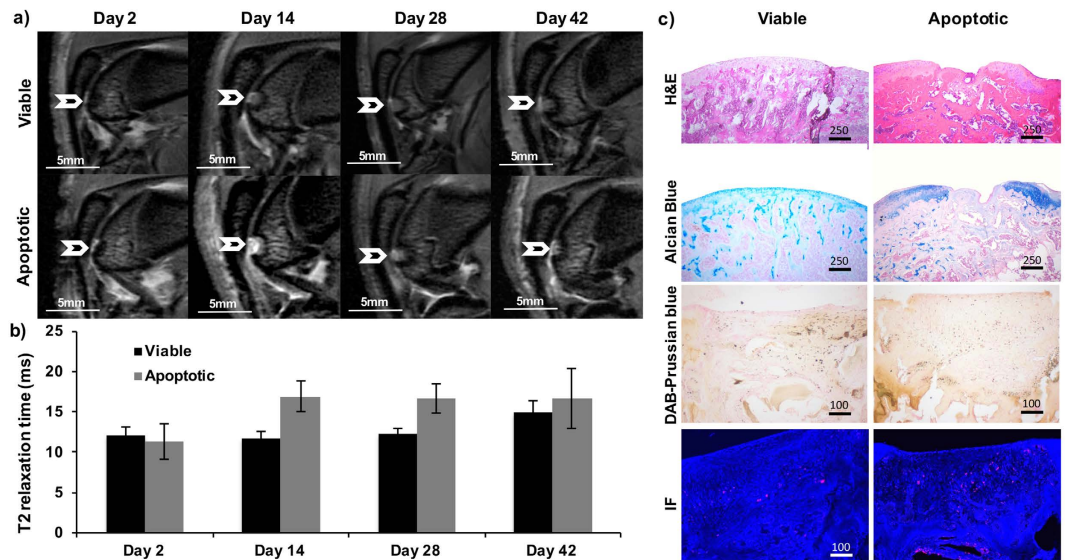 a)
Day 2 Day 14 Day 28 Day 42
Viable
5mm 5mm 5mm 5mm
Apoptotic
5mm 5mm 5mm 5mm
b)
T2 relaxation time (ms)
25
20
15
10
5
0
Viable
Apoptotic
Day 2 Day 14 Day 28 Day 42
c)
Viable Apoptotic
H&E
250 250
Alcian Blue
250 250
DAB-Prussian blue
100 100
IF
100